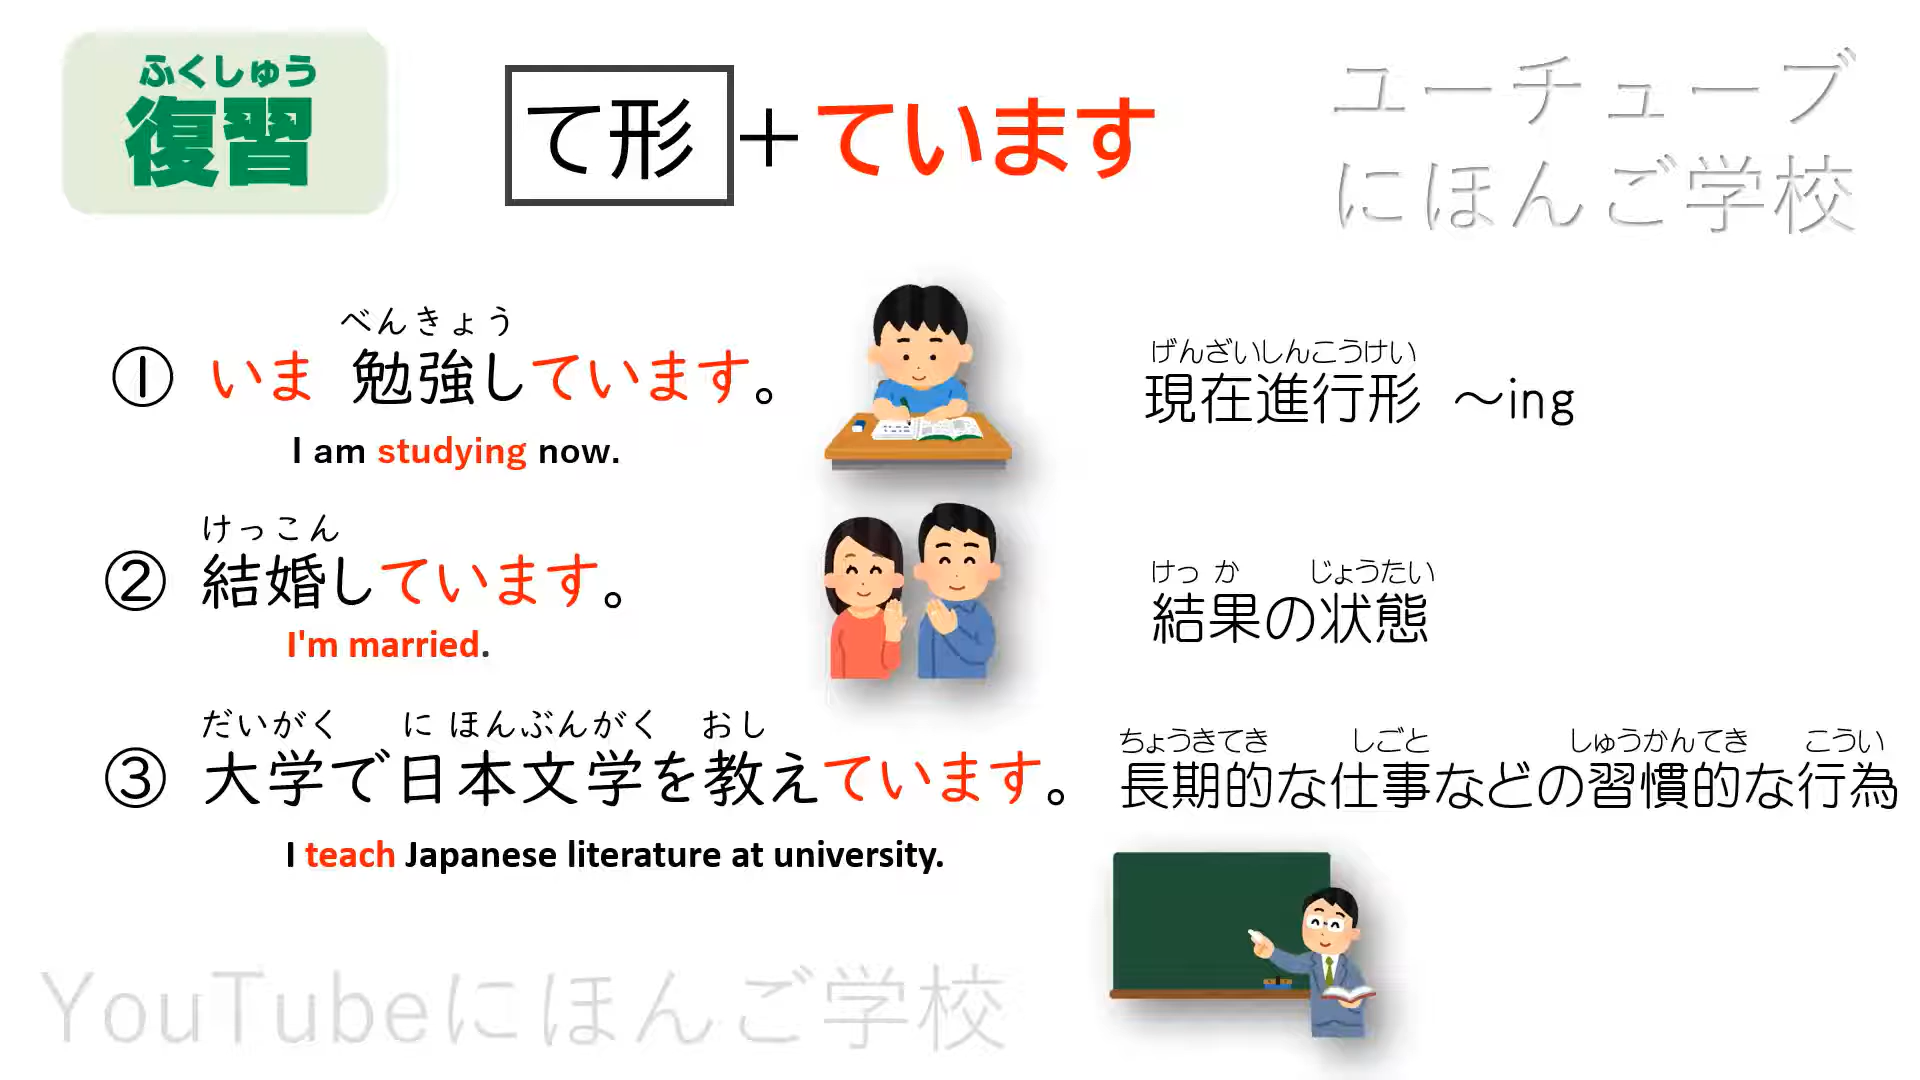 ふくしゅう
復習
て形+ています
ユーチューブ
にほんご学校
べんきょう
① いま 勉強しています。
I am studying now.
げんざいしんこうけい
現在進行形 ～ing
けっこん
② 結婚しています。
I'm married.
けっか じょうたい
結果の状態
だいがく にほんぶんがく おし
③ 大学で日本文学を教えています。
I teach Japanese literature at university.
ちょうきてき しごと しゅうかんてき こうい
長期的な仕事などの習慣的な行為
YouTubeにほんご学校